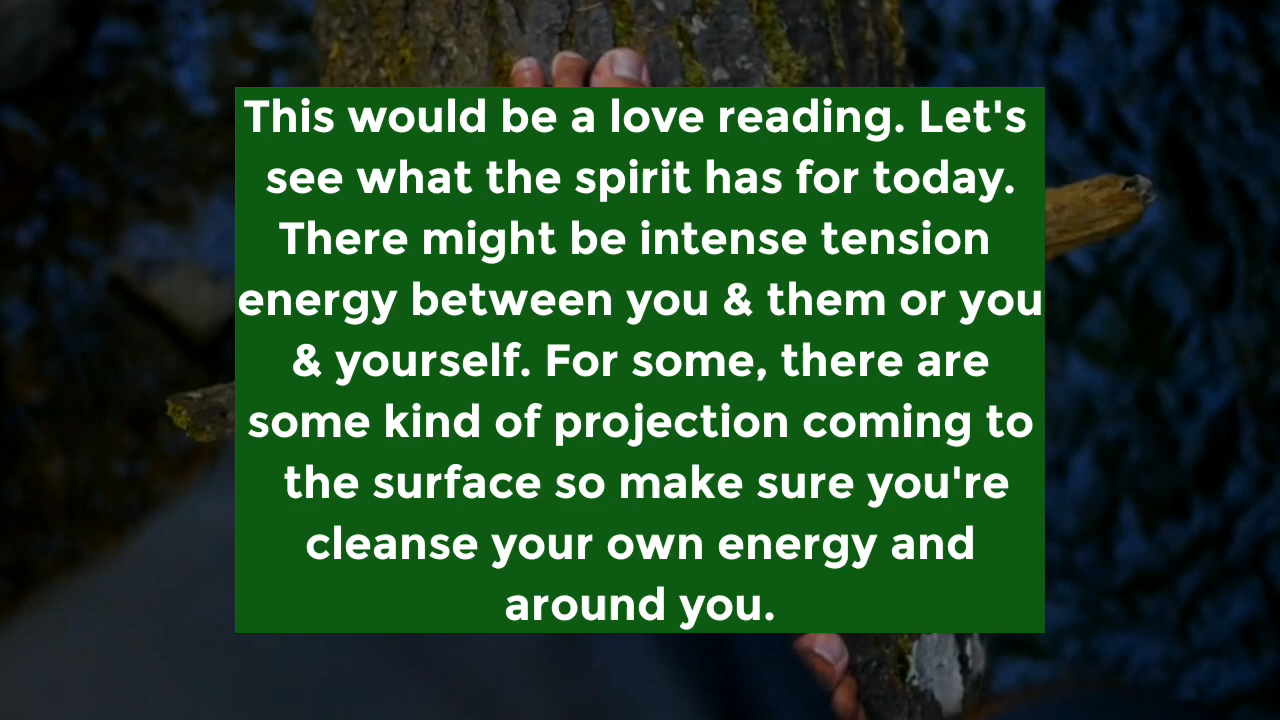 This would be a love reading. Let's
see what the spirit has for today.
There might be intense tension
energy between you & them or you
& yourself. For some, there are
some kind of projection coming to
the surface so make sure you're
cleanse your own energy and
around you.